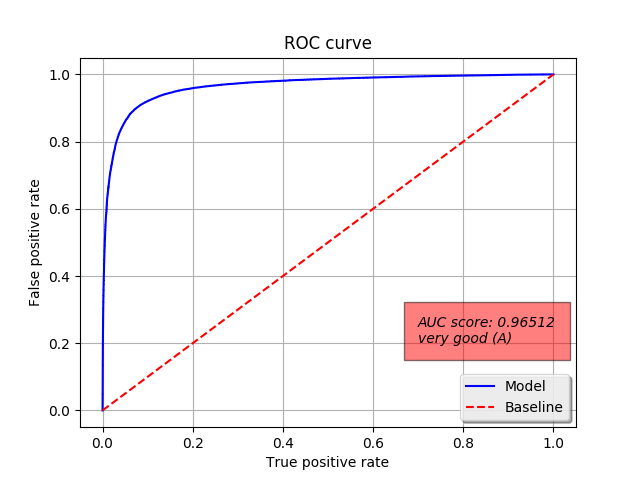 ROC curve
False positive rate
1.0
0.8
0.6
0.4
0.2
0.0
AUC score: 0.96512
very good (A)
Model
Baseline
0.0 0.2 0.4 0.6 0.8 1.0
True positive rate